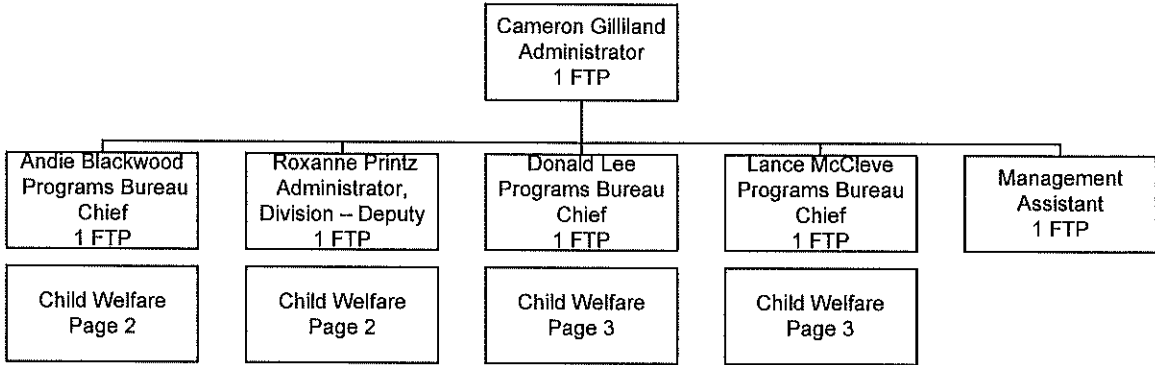 Cameron Gilliland
Administrator
1 FTP
Andie Blackwood
Programs Bureau
Chief
1 FTP
Roxanne Printz
Administrator,
Division – Deputy
1 FTP
Donald Lee
Programs Bureau
Chief
1 FTP
Lance McCleve
Programs Bureau
Chief
1 FTP
Management
Assistant
1 FTP
Child Welfare
Page 2
Child Welfare
Page 2
Child Welfare
Page 3
Child Welfare
Page 3